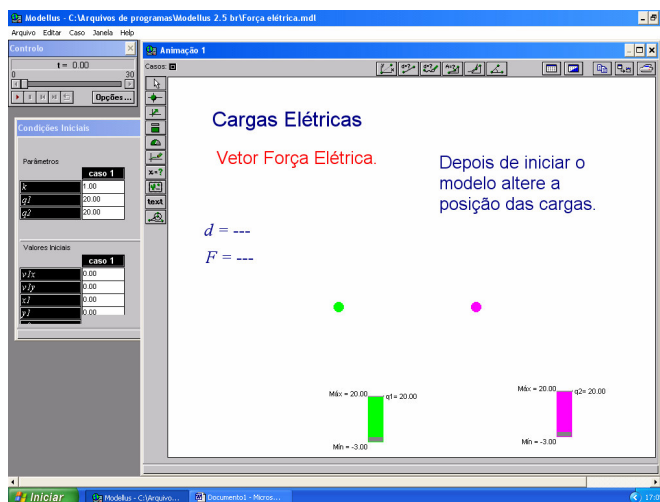 Modellus - C:\Arquivos de programas\Modellus 2.5 br\Força elétrica.mdl
Arquivo Editar Caso Janela Help
Controlo
t = 0.00
0 30
Opções...
Condições Iniciais
Parâmetros
caso 1
k 1.00
q1 20.00
q2 20.00
Valores Iniciais
caso 1
v1x 0.00
v1y 0.00
x1 0.00
y1 0.00
Animação 1
Casos:
x=?
text
Cargas Elétricas
Vetor Força Elétrica.
Depois de iniciar o
modelo altere a
posição das cargas.
d = ---
F = ---
Máx = 20.00 q1= 20.00
Mín = -3.00
Máx = 20.00 q2= 20.00
Mín = -3.00
Iniciar
Modellus - C:\Arquivo...
Documento1 - Micros...